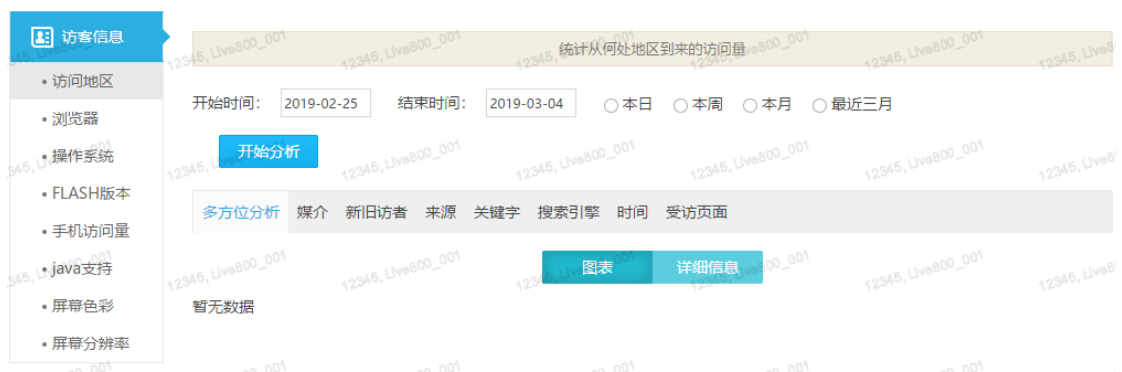 访客信息
• 访问地区
• 浏览器
• 操作系统
• FLASH版本
• 手机访问量
• java支持
• 屏幕色彩
• 屏幕分辨率
统计从何处地区到来的访问量
开始时间： 2019-02-25 结束时间： 2019-03-04 本日 本周 本月 最近三月
开始分析
多方位分析 媒介 新旧访者 来源 关键字 搜索引擎 时间 受访页面
图表 详细信息
暂无数据
12345, Live800_001